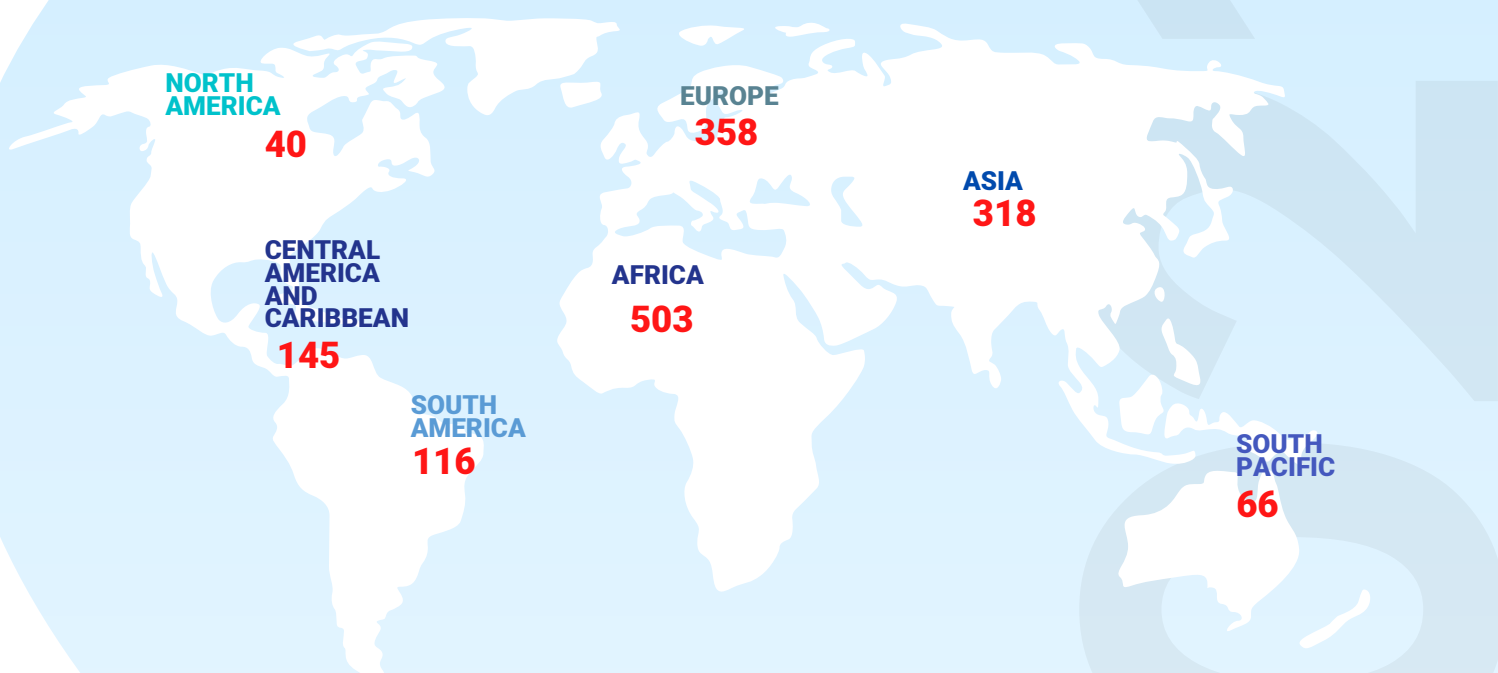 NORTH
AMERICA
40
EUROPE
358
ASIA
318
CENTRAL
AMERICA
AND
CARIBBEAN
145
AFRICA
503
SOUTH
AMERICA
116
SOUTH
PACIFIC
66